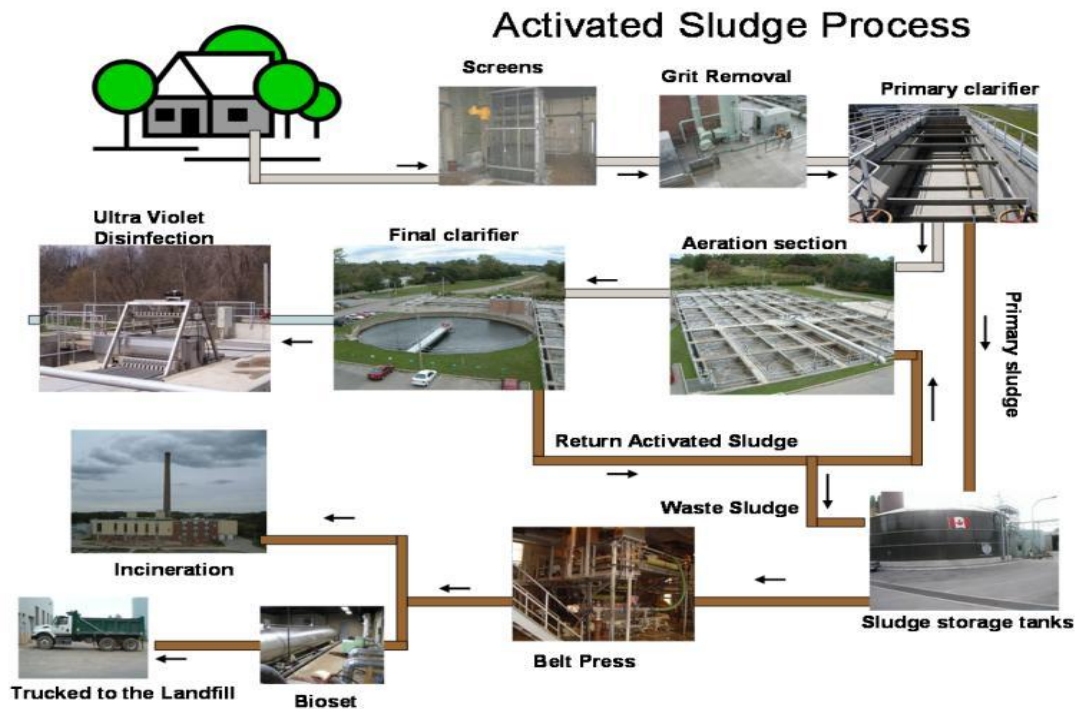 Activated Sludge Process
Screens
Grit Removal
Primary clarifier
Ultra Violet
Disinfection
Final clarifier
Aeration section
Primary sludge
Return Activated Sludge
Waste Sludge
Incineration
Belt Press
Sludge storage tanks
Trucked to the Landfill
Bioset